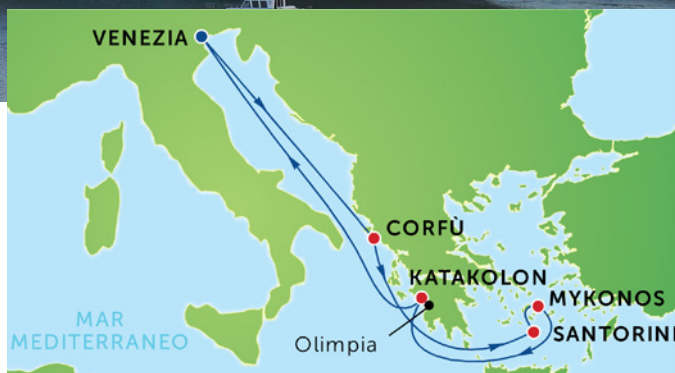 VENEZIA
CORFÙ
KATAKOLON
MYKONOS
MAR
MEDITERRANEO
Olimpia
SANTORINI